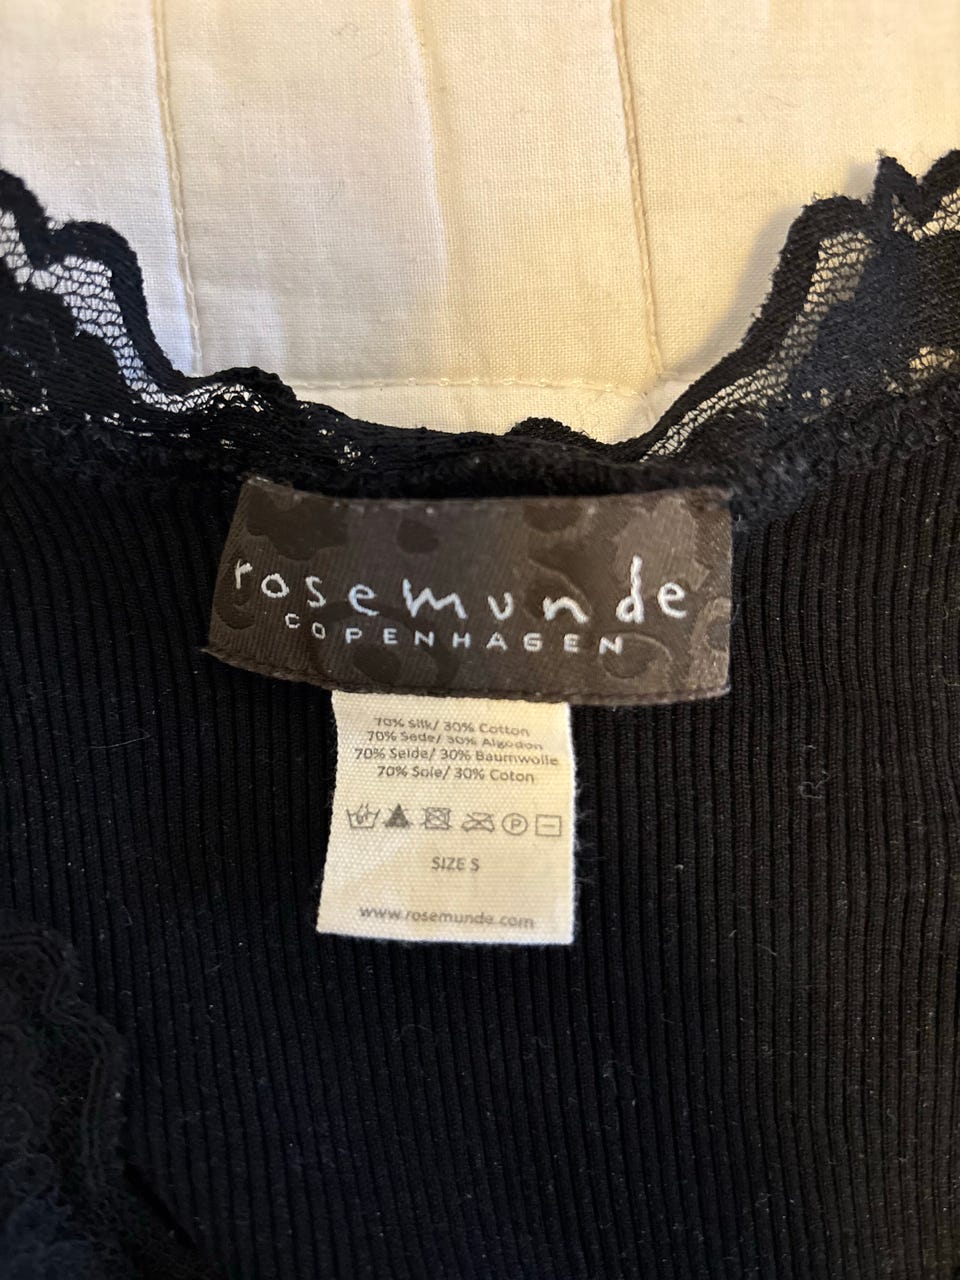 rosemunde
COPENHAGEN
70% Silk/ 30% Cotton
70% Sede/ 30% Algodon
70% Seide/ 30% Baumwolle
70% Soie/ 30% Coton
P
SIZE S
www.rosemunde.com